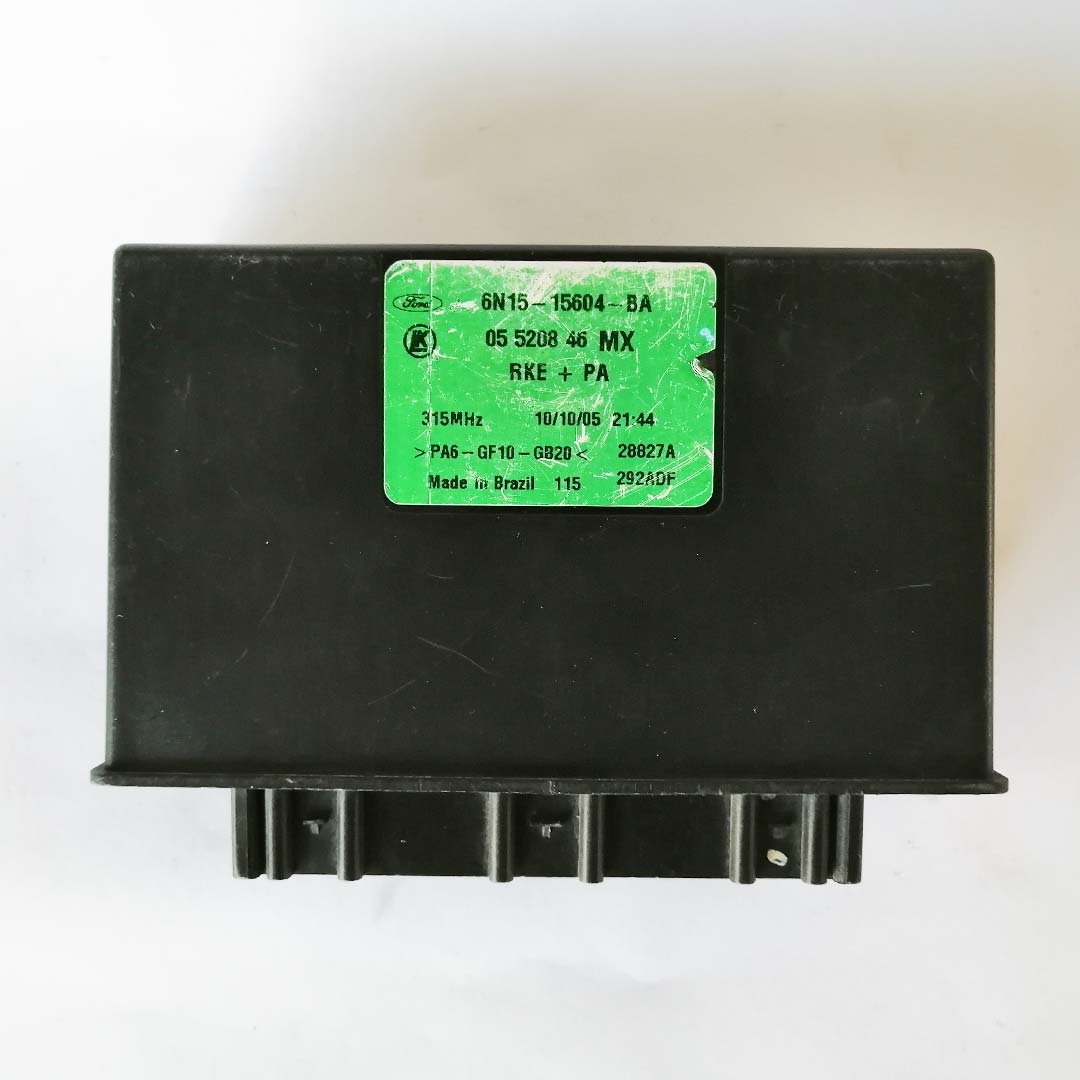 Ford 6N15-15604-BA
K 05 5208 46 MX
RKE + PA
315MHz 10/10/05 21:44
>PA6-GF10-GB20< 28827A
Made in Brazil 115 292ADF